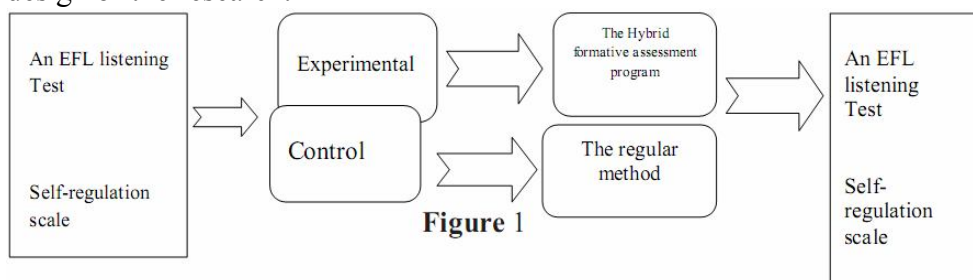 An EFL listening
Test
Self-regulation
scale
Experimental
Control
The Hybrid
formative assessment
program
The regular
method
An EFL
listening
Test
Self-
regulation
scale
Figure 1